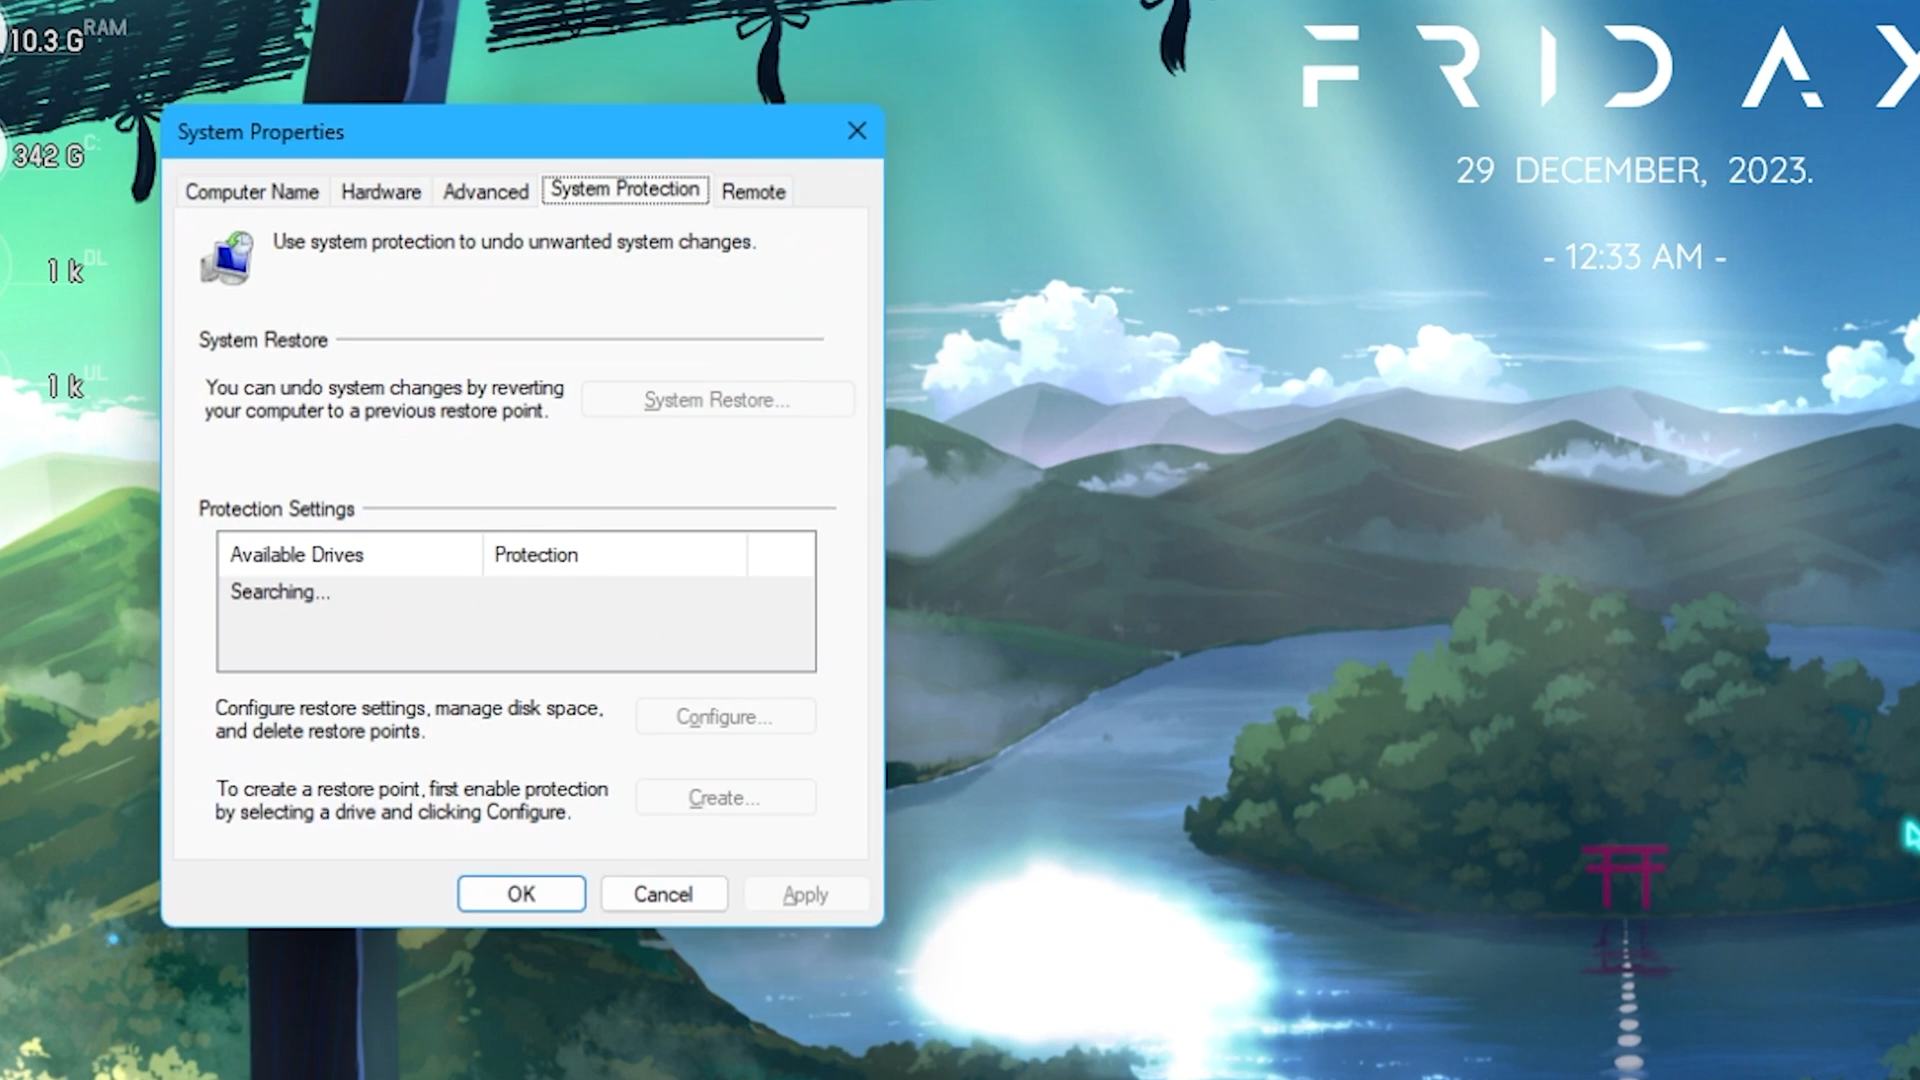 RAM
10.3 G
C:
342 G
DL
1 k
UL
1 k
FRIDAY
29 DECEMBER, 2023.
- 12:33 AM -
System Properties
Computer Name
Hardware
Advanced
System Protection
Remote
Use system protection to undo unwanted system changes.
System Restore
You can undo system changes by reverting
your computer to a previous restore point.
System Restore...
Protection Settings
Available Drives
Protection
Searching...
Configure restore settings, manage disk space,
and delete restore points.
Configure...
To create a restore point, first enable protection
by selecting a drive and clicking Configure.
Create...
OK
Cancel
Apply